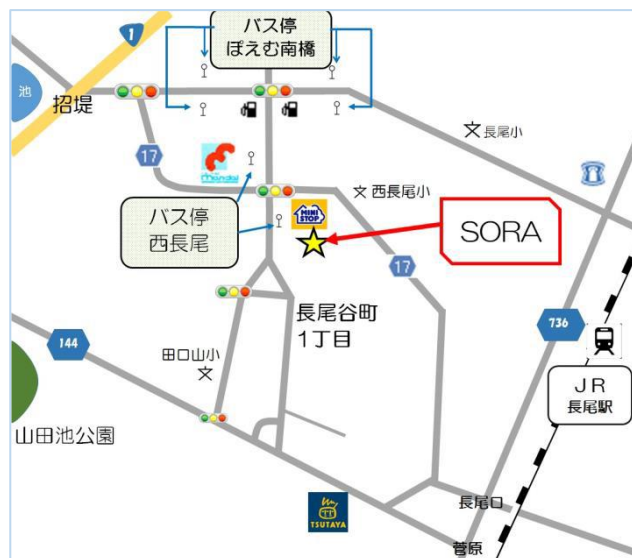 バス停
ぽえむ南橋
1
池
招堤
文長尾小
17
文西長尾小
バス停
西長尾
MINI
STOP
SORA
17
長尾谷町
1丁目
736
144
田口山小
文
JR
長尾駅
山田池公園
TSUTAYA
長尾口
菅原